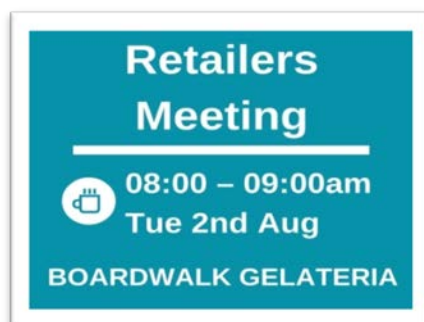 Retailers
Meeting
08:00 – 09:00am
Tue 2nd Aug
BOARDWALK GELATERIA